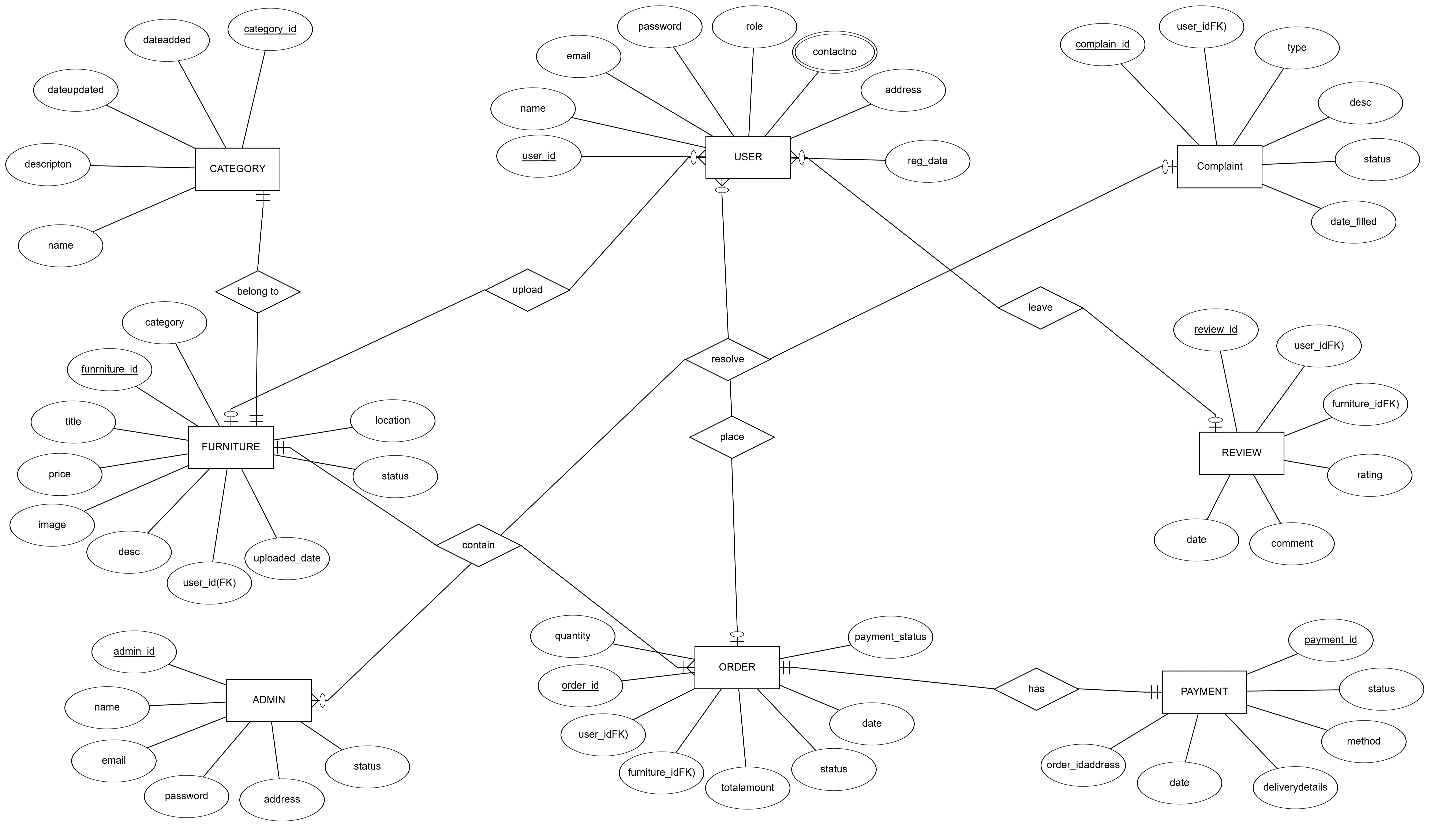 category_id
dateadded
dateupdated
descripton
name
CATEGORY
belong to
password
role
email
contactno
name
address
user_id
reg_date
USER
complain_id
user_idFK)
type
desc
status
date_filled
Complaint
upload
leave
resolve
place
category
funrniture_id
title
price
image
desc
user_id(FK)
uploaded_date
status
location
FURNITURE
review_id
user_idFK)
furniture_idFK)
rating
comment
date
REVIEW
contain
admin_id
name
email
password
address
status
ADMIN
quantity
order_id
user_idFK)
furniture_idFK)
totalamount
status
date
payment_status
ORDER
has
payment_id
status
method
deliverydetails
date
order_idaddress
PAYMENT